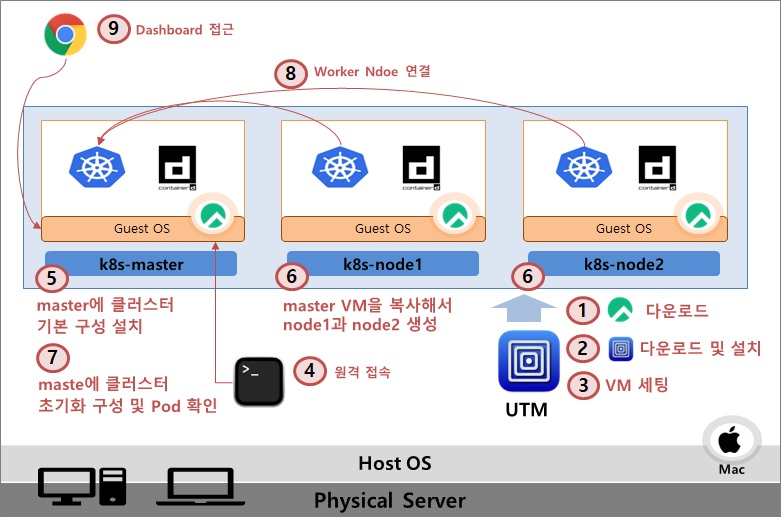 9 Dashboard 접근
8 Worker Ndoe 연결
container d
container d
container d
Guest OS
Guest OS
Guest OS
k8s-master
k8s-node1
k8s-node2
5
master에 클러스터
기본 구성 설치
6
master VM을 복사해서
node1과 node2 생성
6
1 다운로드
2 다운로드 및 설치
3 VM 세팅
7
maste에 클러스터
초기화 구성 및 Pod 확인
>_
4 원격 접속
UTM
Mac
Host OS
Physical Server